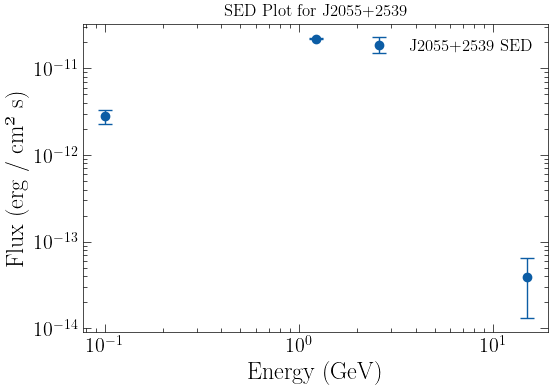 SED Plot for J2055+2539
J2055+2539 SED
Flux (erg / cm² s)
10⁻¹¹
10⁻¹²
10⁻¹³
10⁻¹⁴
10⁻¹
10⁰
10¹
Energy (GeV)